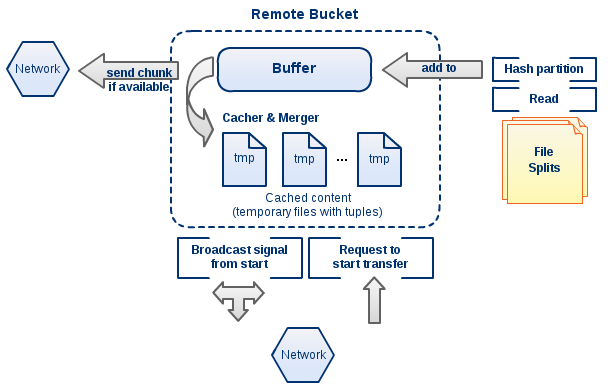 Remote Bucket
Network
send chunk
if available
Buffer
add to
Hash partition
Read
File
Splits
Cacher & Merger
tmp
tmp
...
tmp
Cached content
(temporary files with tuples)
Broadcast signal
from start
Request to
start transfer
Network